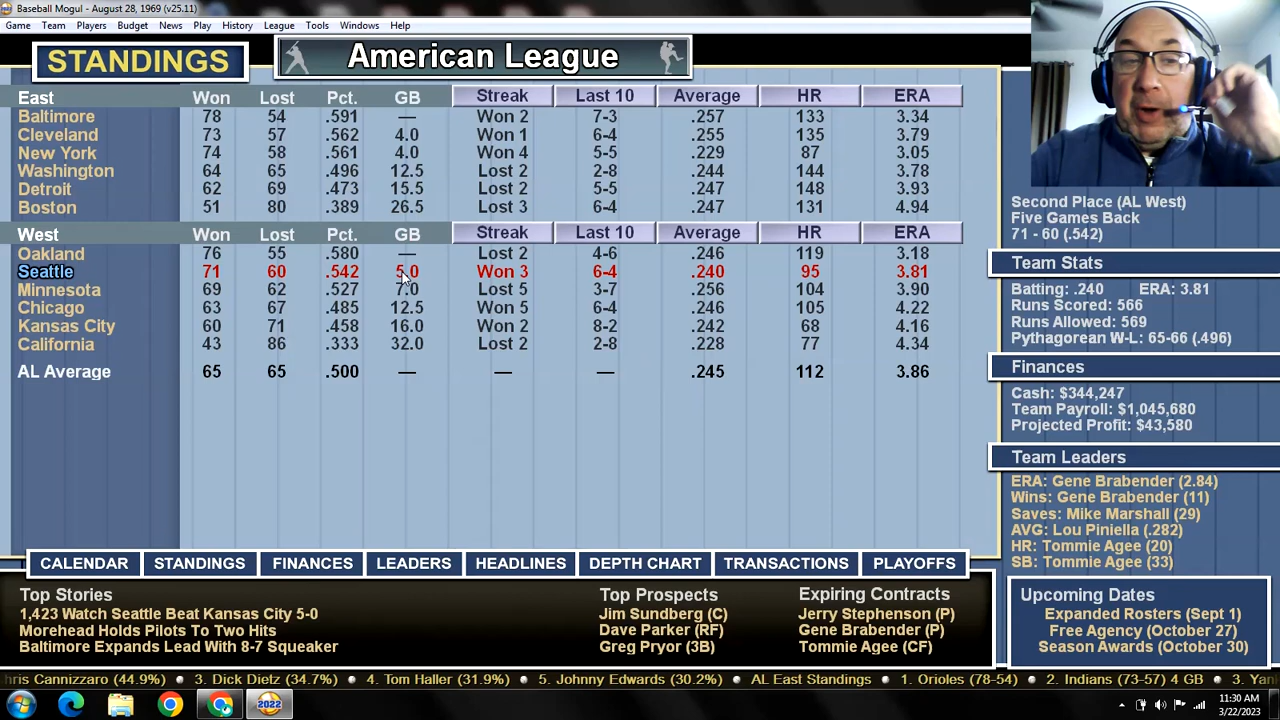 Baseball Mogul - August 28, 1969 (v25.11)
Game Team Players Budget News Play History League Tools Windows Help
STANDINGS
American League
East Won Lost Pct. GB Streak Last 10 Average HR ERA
Baltimore 78 54 .591 — Won 2 7-3 .257 133 3.34
Cleveland 73 57 .562 4.0 Won 1 6-4 .255 135 3.79
New York 74 58 .561 4.0 Won 4 5-5 .229 87 3.05
Washington 64 65 .496 12.5 Lost 2 2-8 .244 144 3.78
Detroit 62 69 .473 15.5 Lost 2 5-5 .247 148 3.93
Boston 51 80 .389 26.5 Lost 3 6-4 .247 131 4.94
West Won Lost Pct. GB Streak Last 10 Average HR ERA
Oakland 76 55 .580 — Lost 2 4-6 .246 119 3.18
Seattle 71 60 .542 5.0 Won 3 6-4 .240 95 3.81
Minnesota 69 62 .527 7.0 Lost 5 3-7 .256 104 3.90
Chicago 63 67 .485 12.5 Won 5 6-4 .246 105 4.22
Kansas City 60 71 .458 16.0 Won 2 8-2 .242 68 4.16
California 43 86 .333 32.0 Lost 2 2-8 .228 77 4.34
AL Average 65 65 .500 — — — .245 112 3.86
Second Place (AL West)
Five Games Back
71 - 60 (.542)
Team Stats
Batting: .240 ERA: 3.81
Runs Scored: 566
Runs Allowed: 569
Pythagorean W-L: 65-66 (.496)
Finances
Cash: $344,247
Team Payroll: $1,045,680
Projected Profit: $43,580
Team Leaders
ERA: Gene Brabender (2.84)
Wins: Gene Brabender (11)
Saves: Mike Marshall (29)
AVG: Lou Piniella (.282)
HR: Tommie Agee (20)
SB: Tommie Agee (33)
CALENDAR STANDINGS FINANCES LEADERS HEADLINES DEPTH CHART TRANSACTIONS PLAYOFFS
Top Stories
1,423 Watch Seattle Beat Kansas City 5-0
Morehead Holds Pilots To Two Hits
Baltimore Expands Lead With 8-7 Squeaker
Top Prospects
Jim Sundberg (C)
Dave Parker (RF)
Greg Pryor (3B)
Expiring Contracts
Jerry Stephenson (P)
Gene Brabender (P)
Tommie Agee (CF)
Upcoming Dates
Expanded Rosters (Sept 1)
Free Agency (October 27)
Season Awards (October 30)
hris Cannizzaro (44.9%) 3. Dick Dietz (34.7%) 4. Tom Haller (31.9%) 5. Johnny Edwards (30.2%) AL East Standings 1. Orioles (78-54) 2. Indians (73-57) 4 GB 3. Yan
2022
11:30 AM
3/22/2023